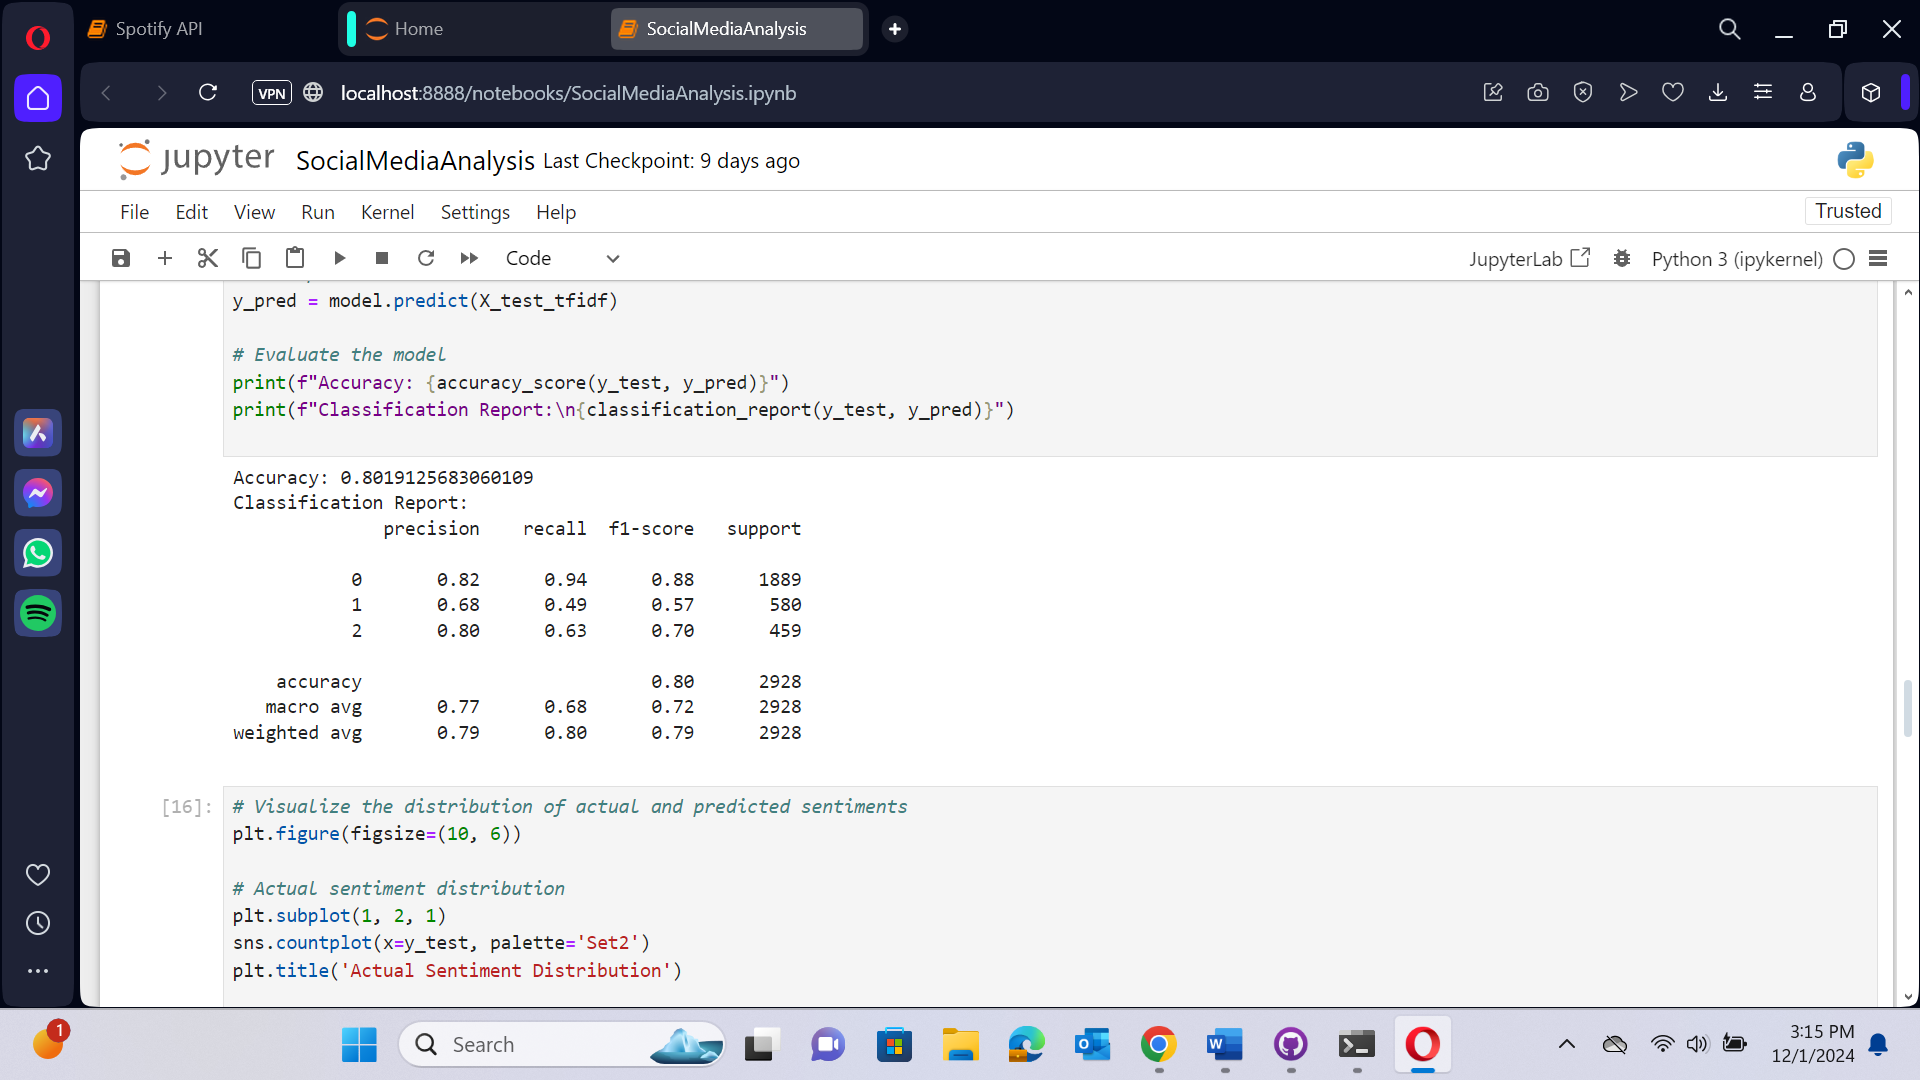 Spotify API
Home
SocialMediaAnalysis
VPN
localhost:8888/notebooks/SocialMediaAnalysis.ipynb
jupyter SocialMediaAnalysis Last Checkpoint: 9 days ago
File Edit View Run Kernel Settings Help
Trusted
Code
JupyterLab
Python 3 (ipykernel)
y_pred = model.predict(X_test_tfidf)
# Evaluate the model
print(f"Accuracy: {accuracy_score(y_test, y_pred)}")
print(f"Classification Report:\n{classification_report(y_test, y_pred)}")
Accuracy: 0.8019125683060109
Classification Report:
precision recall f1-score support
0 0.82 0.94 0.88 1889
1 0.68 0.49 0.57 580
2 0.80 0.63 0.70 459
accuracy 0.80 2928
macro avg 0.77 0.68 0.72 2928
weighted avg 0.79 0.80 0.79 2928
[16]: # Visualize the distribution of actual and predicted sentiments
plt.figure(figsize=(10, 6))
# Actual sentiment distribution
plt.subplot(1, 2, 1)
sns.countplot(x=y_test, palette='Set2')
plt.title('Actual Sentiment Distribution')
1
Search
3:15 PM
12/1/2024